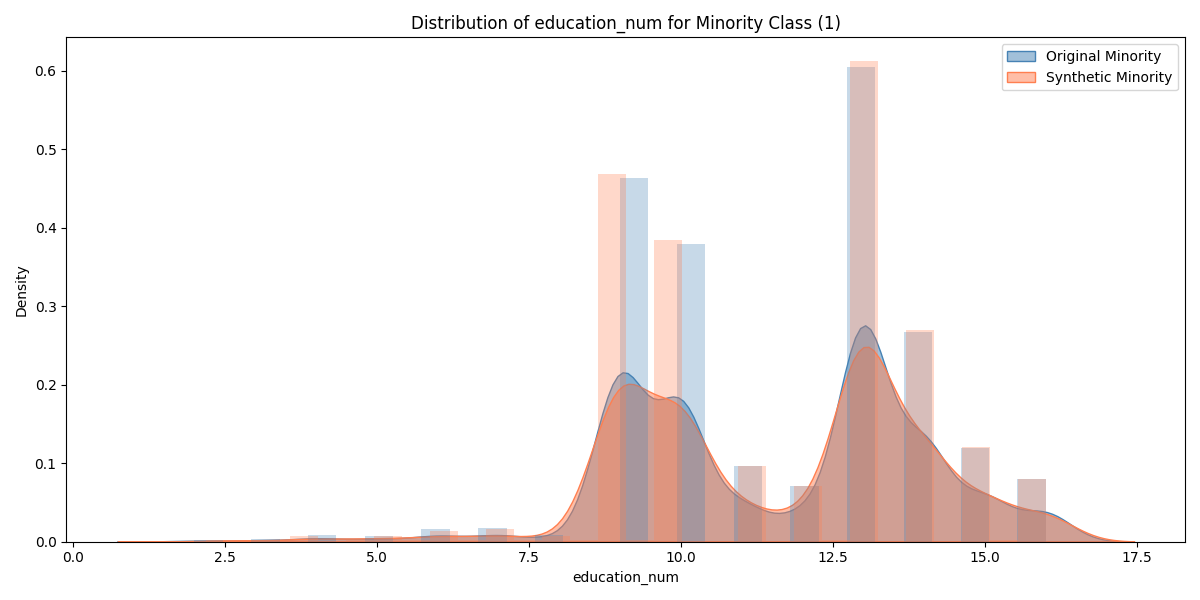 Distribution of education_num for Minority Class (1)
Original Minority
Synthetic Minority
Density
0.6
0.5
0.4
0.3
0.2
0.1
0.0
0.0 2.5 5.0 7.5 10.0 12.5 15.0 17.5
education_num